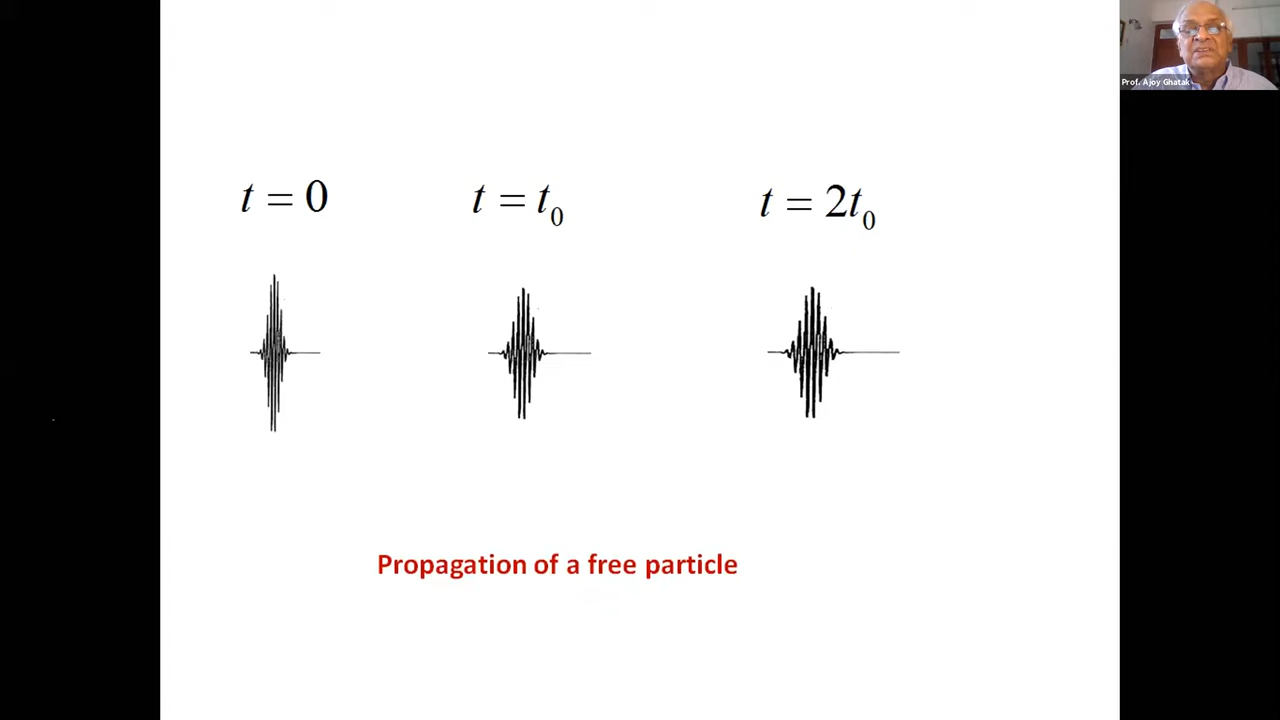 Prof. Ajoy Ghatak
t = 0
t = t₀
t = 2t₀
Propagation of a free particle